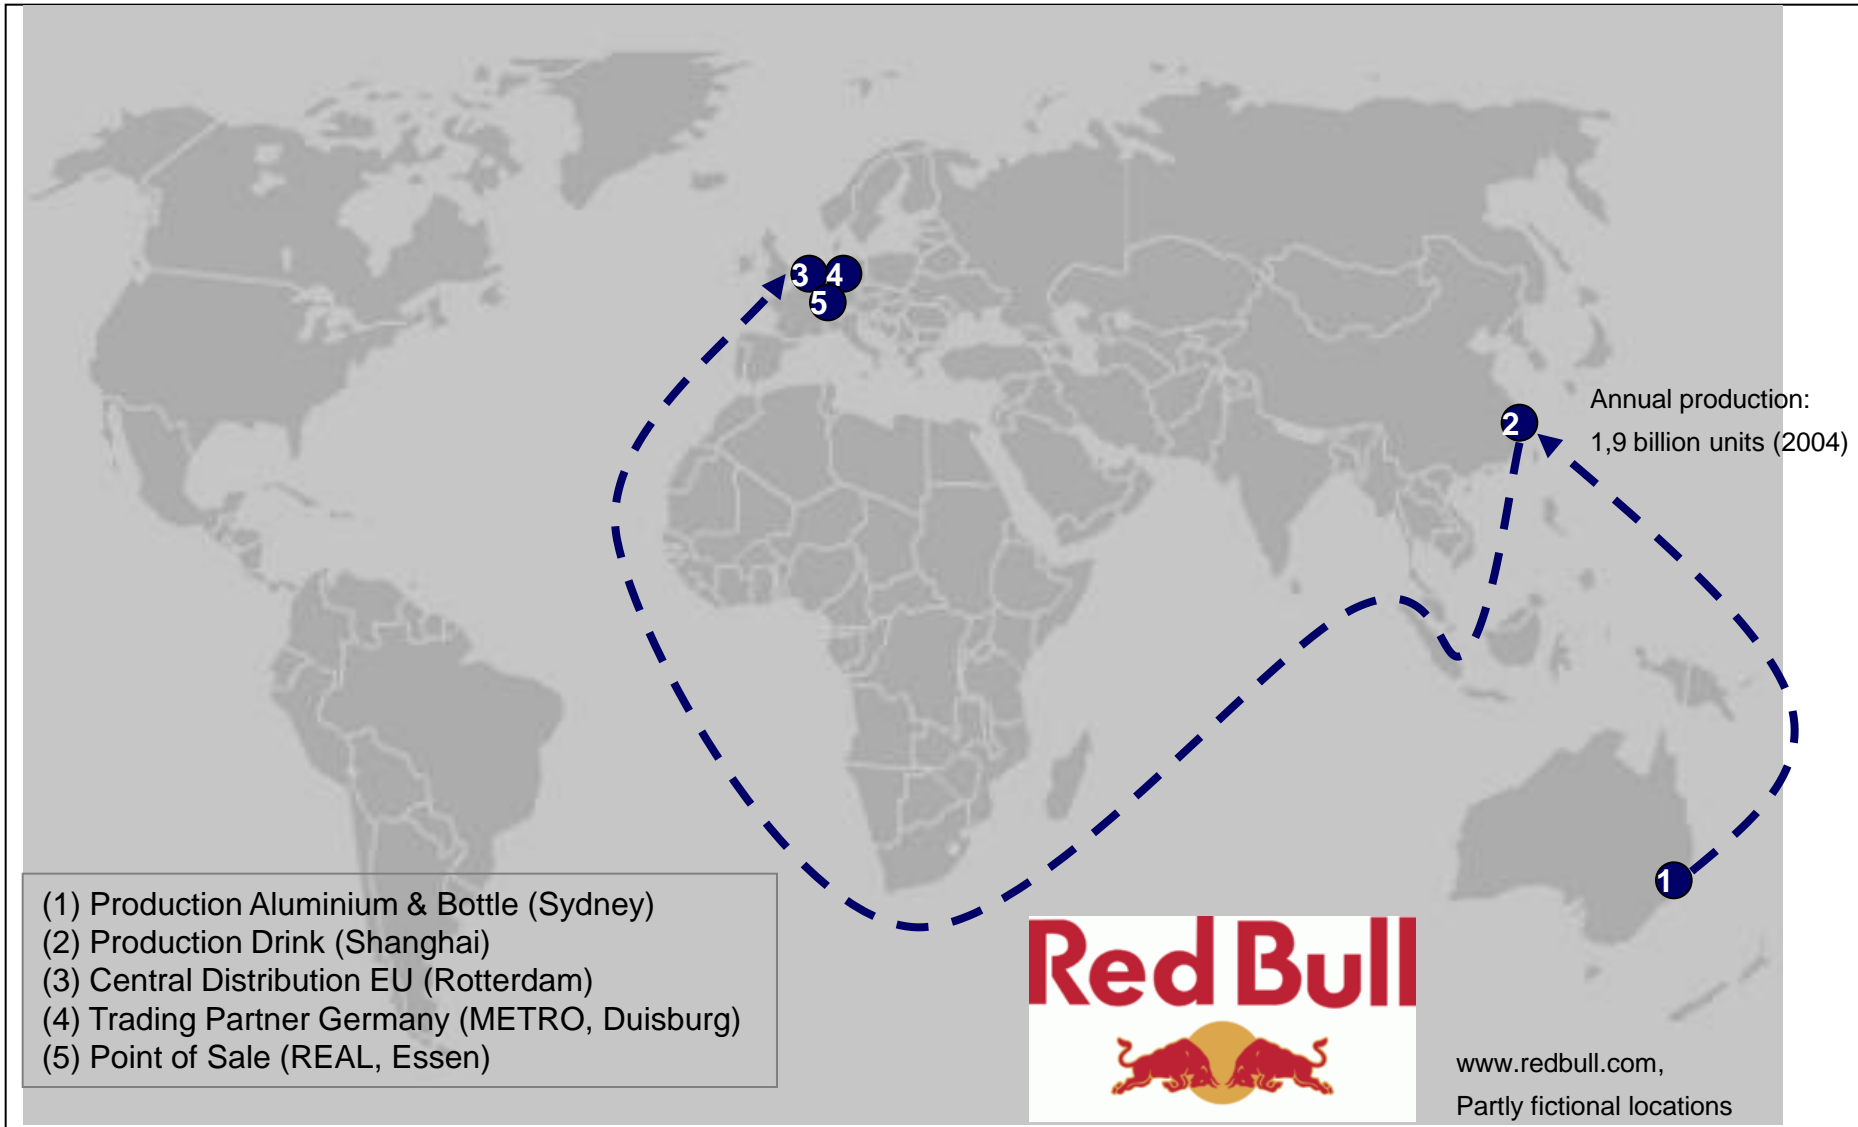 3 4
5
Annual production:
2
1,9 billion units (2004)
1
(1) Production Aluminium & Bottle (Sydney)
(2) Production Drink (Shanghai)
(3) Central Distribution EU (Rotterdam)
(4) Trading Partner Germany (METRO, Duisburg)
(5) Point of Sale (REAL, Essen)
Red Bull
www.redbull.com,
Partly fictional locations